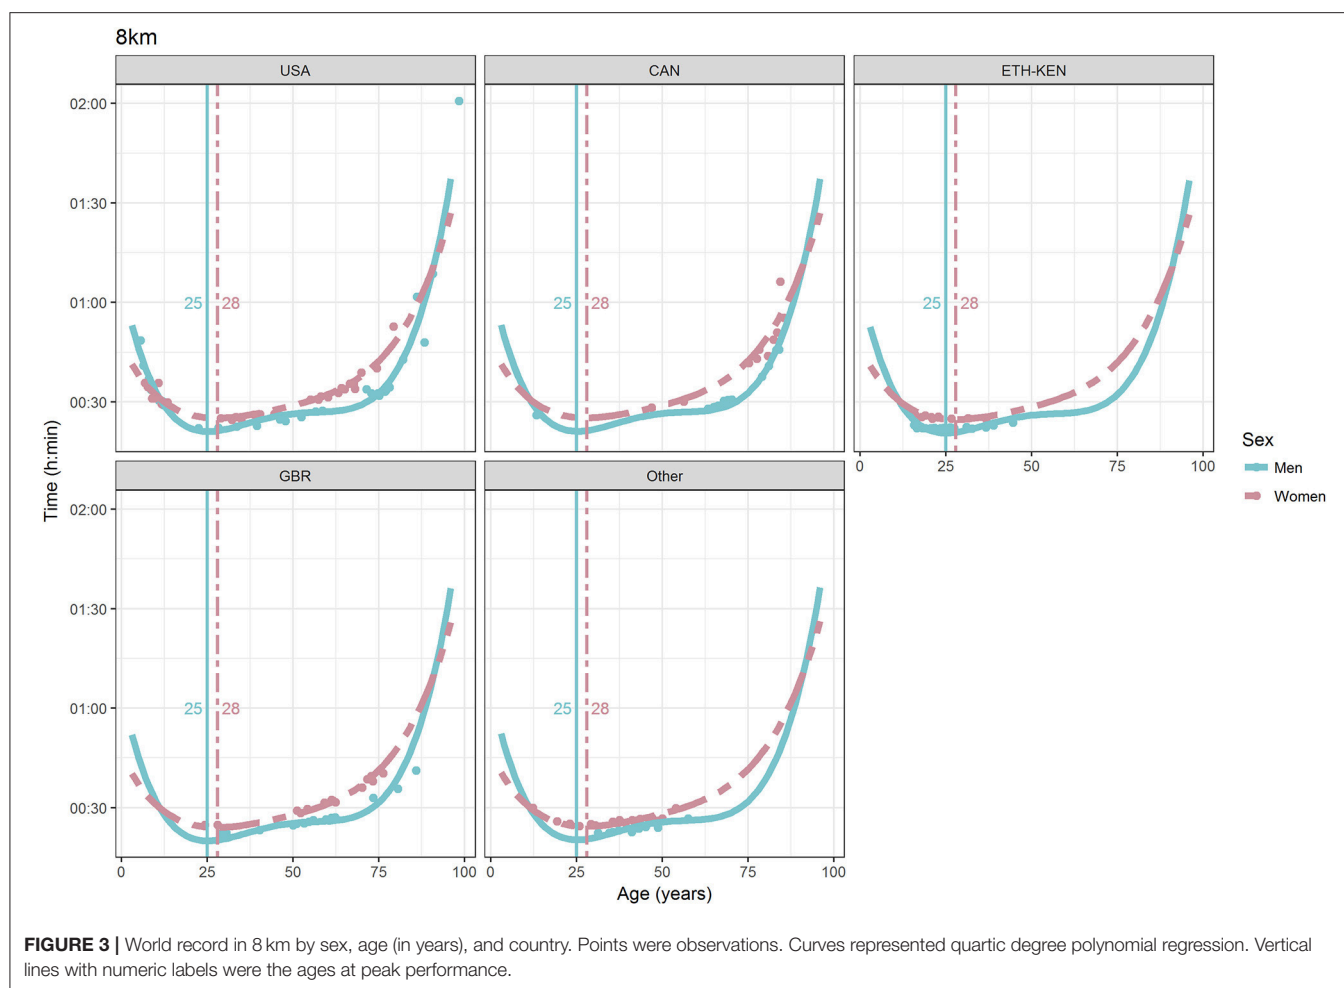 8km
USA
CAN
ETH-KEN
02:00
01:30
01:00
00:30
25
28
25
28
25
28
0
25
50
75
100
GBR
Other
02:00
01:30
01:00
00:30
25
28
25
28
0
25
50
75
100
0
25
50
75
100
Time (h:min)
Age (years)
Sex
Men
Women
FIGURE 3 | World record in 8 km by sex, age (in years), and country. Points were observations. Curves represented quartic degree polynomial regression. Vertical
lines with numeric labels were the ages at peak performance.